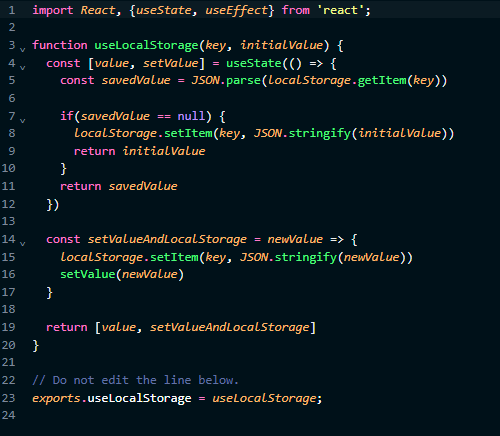 1 import React, {useState, useEffect} from 'react';
2
3 function useLocalStorage(key, initialValue) {
4   const [value, setValue] = useState(() => {
5     const savedValue = JSON.parse(localStorage.getItem(key))
6
7     if(savedValue == null) {
8       localStorage.setItem(key, JSON.stringify(initialValue))
9       return initialValue
10     }
11     return savedValue
12   })
13
14   const setValueAndLocalStorage = newValue => {
15     localStorage.setItem(key, JSON.stringify(newValue))
16     setValue(newValue)
17   }
18
19   return [value, setValueAndLocalStorage]
20 }
21
22 // Do not edit the line below.
23 exports.useLocalStorage = useLocalStorage;
24